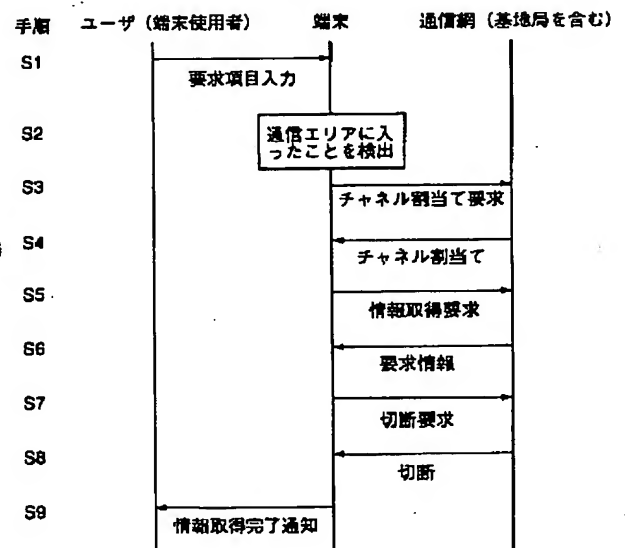 手順 ユーザ（端末使用者） 端末 通信網（基地局を含む）
S1
要求項目入力
S2
通信エリアに入
ったことを検出
S3
チャネル割当て要求
S4
チャネル割当て
S5
情報取得要求
S6
要求情報
S7
切断要求
S8
切断
S9
情報取得完了通知